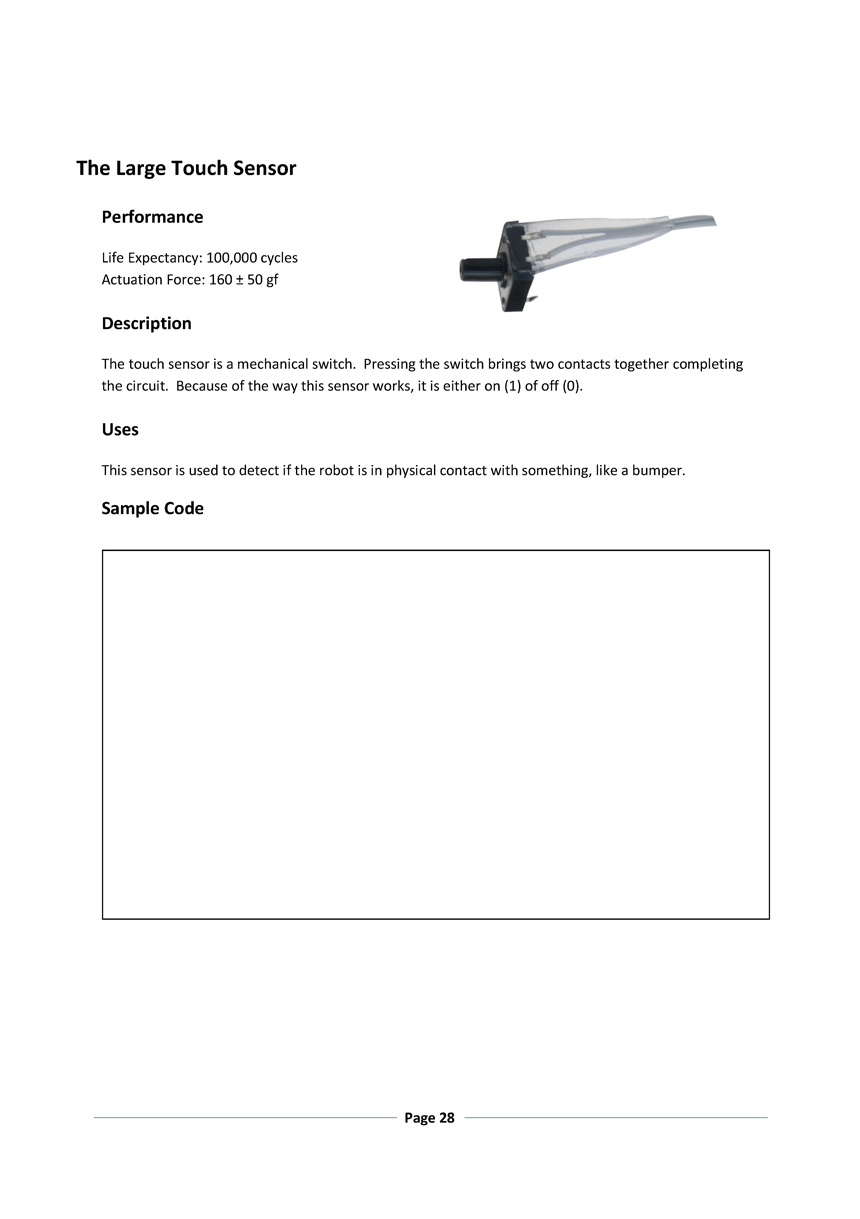 The Large Touch Sensor
Performance
Life Expectancy: 100,000 cycles
Actuation Force: 160 ± 50 gf
Description
The touch sensor is a mechanical switch.  Pressing the switch brings two contacts together completing
the circuit.  Because of the way this sensor works, it is either on (1) of off (0).
Uses
This sensor is used to detect if the robot is in physical contact with something, like a bumper.
Sample Code
Page 28